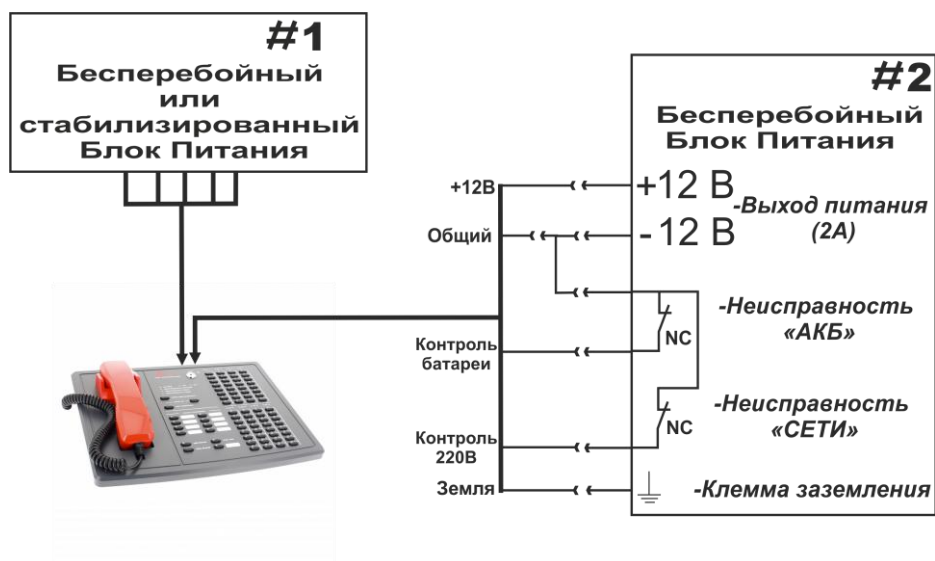 #1
Бесперебойный
или
стабилизированный
Блок Питания
#2
Бесперебойный
Блок Питания
+12В
+12 В
-Выход питания
(2А)
Общий
- 12 В
-Неисправность
«АКБ»
NC
Контроль
батареи
-Неисправность
«СЕТИ»
NC
Контроль
220В
Земля
-Клемма заземления